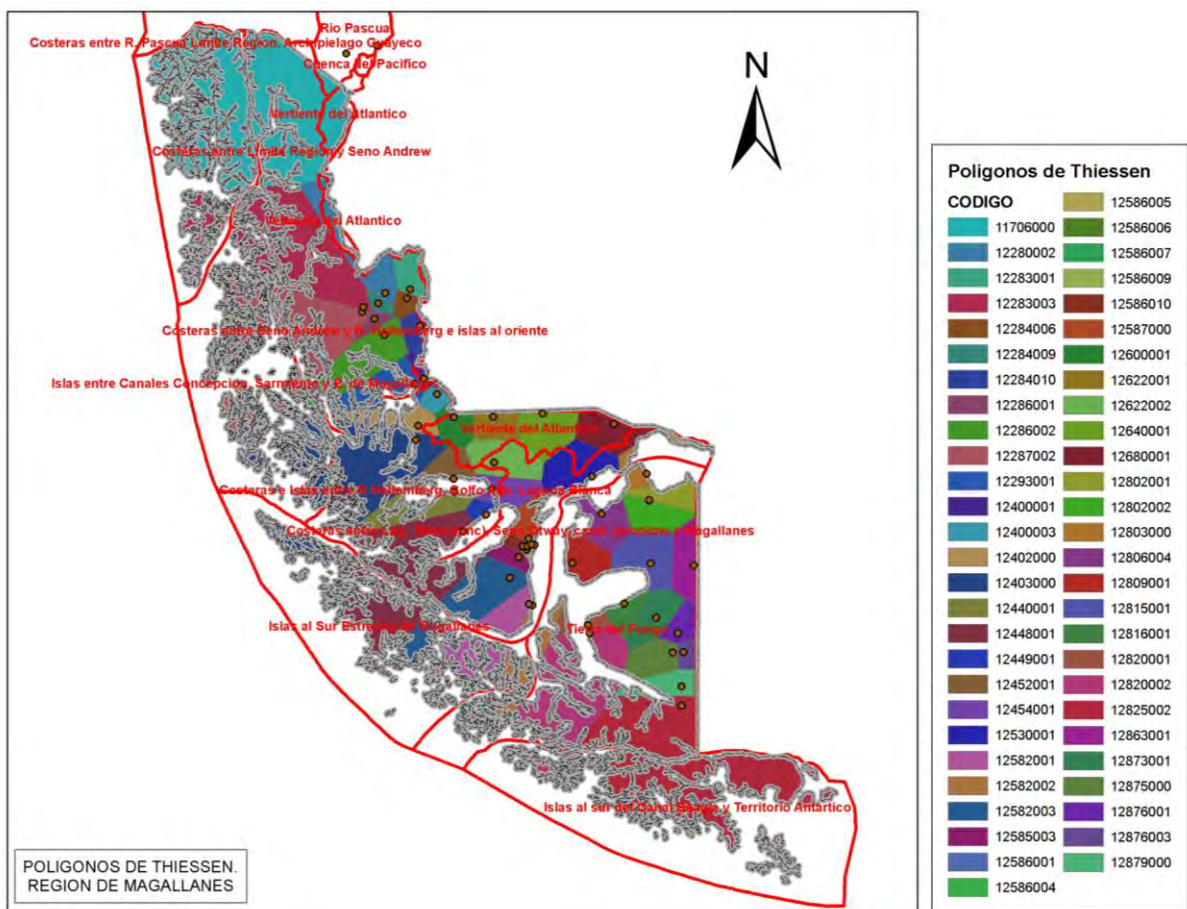 Rio Pascua
Costeras entre R. Pascua Limite Region. Archipielago Guayeco
Cuenca del Pacifico
Vertiente del Atlantico
Costeras entre Limite Region y Seno Andrew
Vertiente del Atlantico
Costeras entre Seno Andrew y R. Hollemberg e islas al oriente
Islas entre Canales Concepcion, Sarmiento y E. de Magallanes
Vertiente del Atlantico
Costeras e Islas entre R Hollemberg, Golfo Laguna Blanca
Costeras entre Seno Otway, Magallanes
Islas al Sur Estrecho de Magallanes
Tierra del Fuego
Islas al sur del Canal Beagle y Territorio Antartico
N
POLIGONOS DE THIESSEN.
REGION DE MAGALLANES
Poligonos de Thiessen
CODIGO
11706000
12280002
12283001
12283003
12284006
12284009
12284010
12286001
12286002
12287002
12293001
12400001
12400003
12402000
12403000
12440001
12448001
12449001
12452001
12454001
12530001
12582001
12582002
12582003
12585003
12586001
12586004
12586005
12586006
12586007
12586009
12586010
12587000
12600001
12622001
12622002
12640001
12680001
12802001
12802002
12803000
12806004
12809001
12815001
12816001
12820001
12820002
12825002
12863001
12873001
12875000
12876001
12876003
12879000